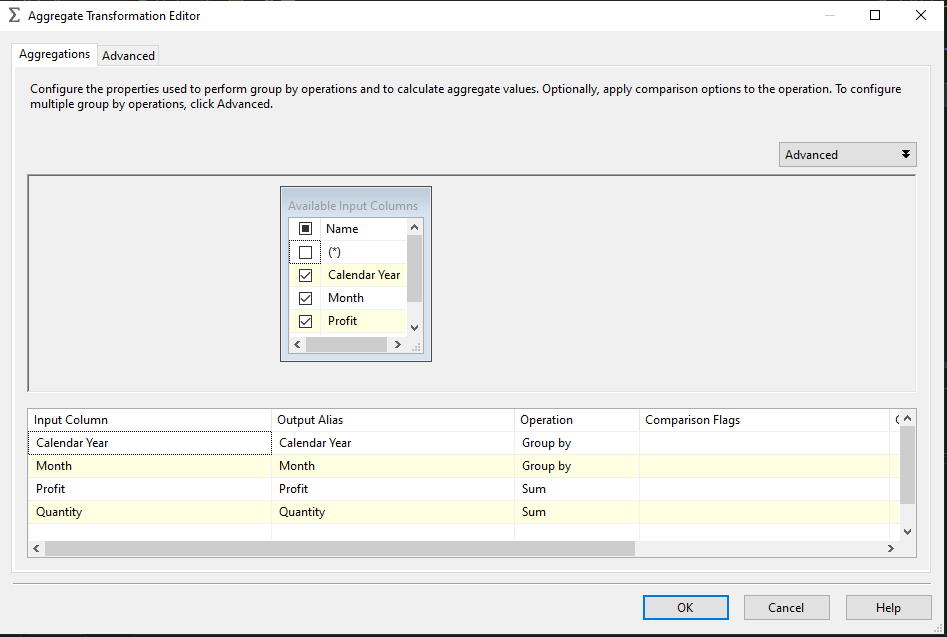 Aggregate Transformation Editor
Aggregations Advanced
Configure the properties used to perform group by operations and to calculate aggregate values. Optionally, apply comparison options to the operation. To configure
multiple group by operations, click Advanced.
Advanced
Available Input Columns
Name
(*)
Calendar Year
Month
Profit
Input Column Output Alias Operation Comparison Flags
Calendar Year Calendar Year Group by
Month Month Group by
Profit Profit Sum
Quantity Quantity Sum
OK Cancel Help